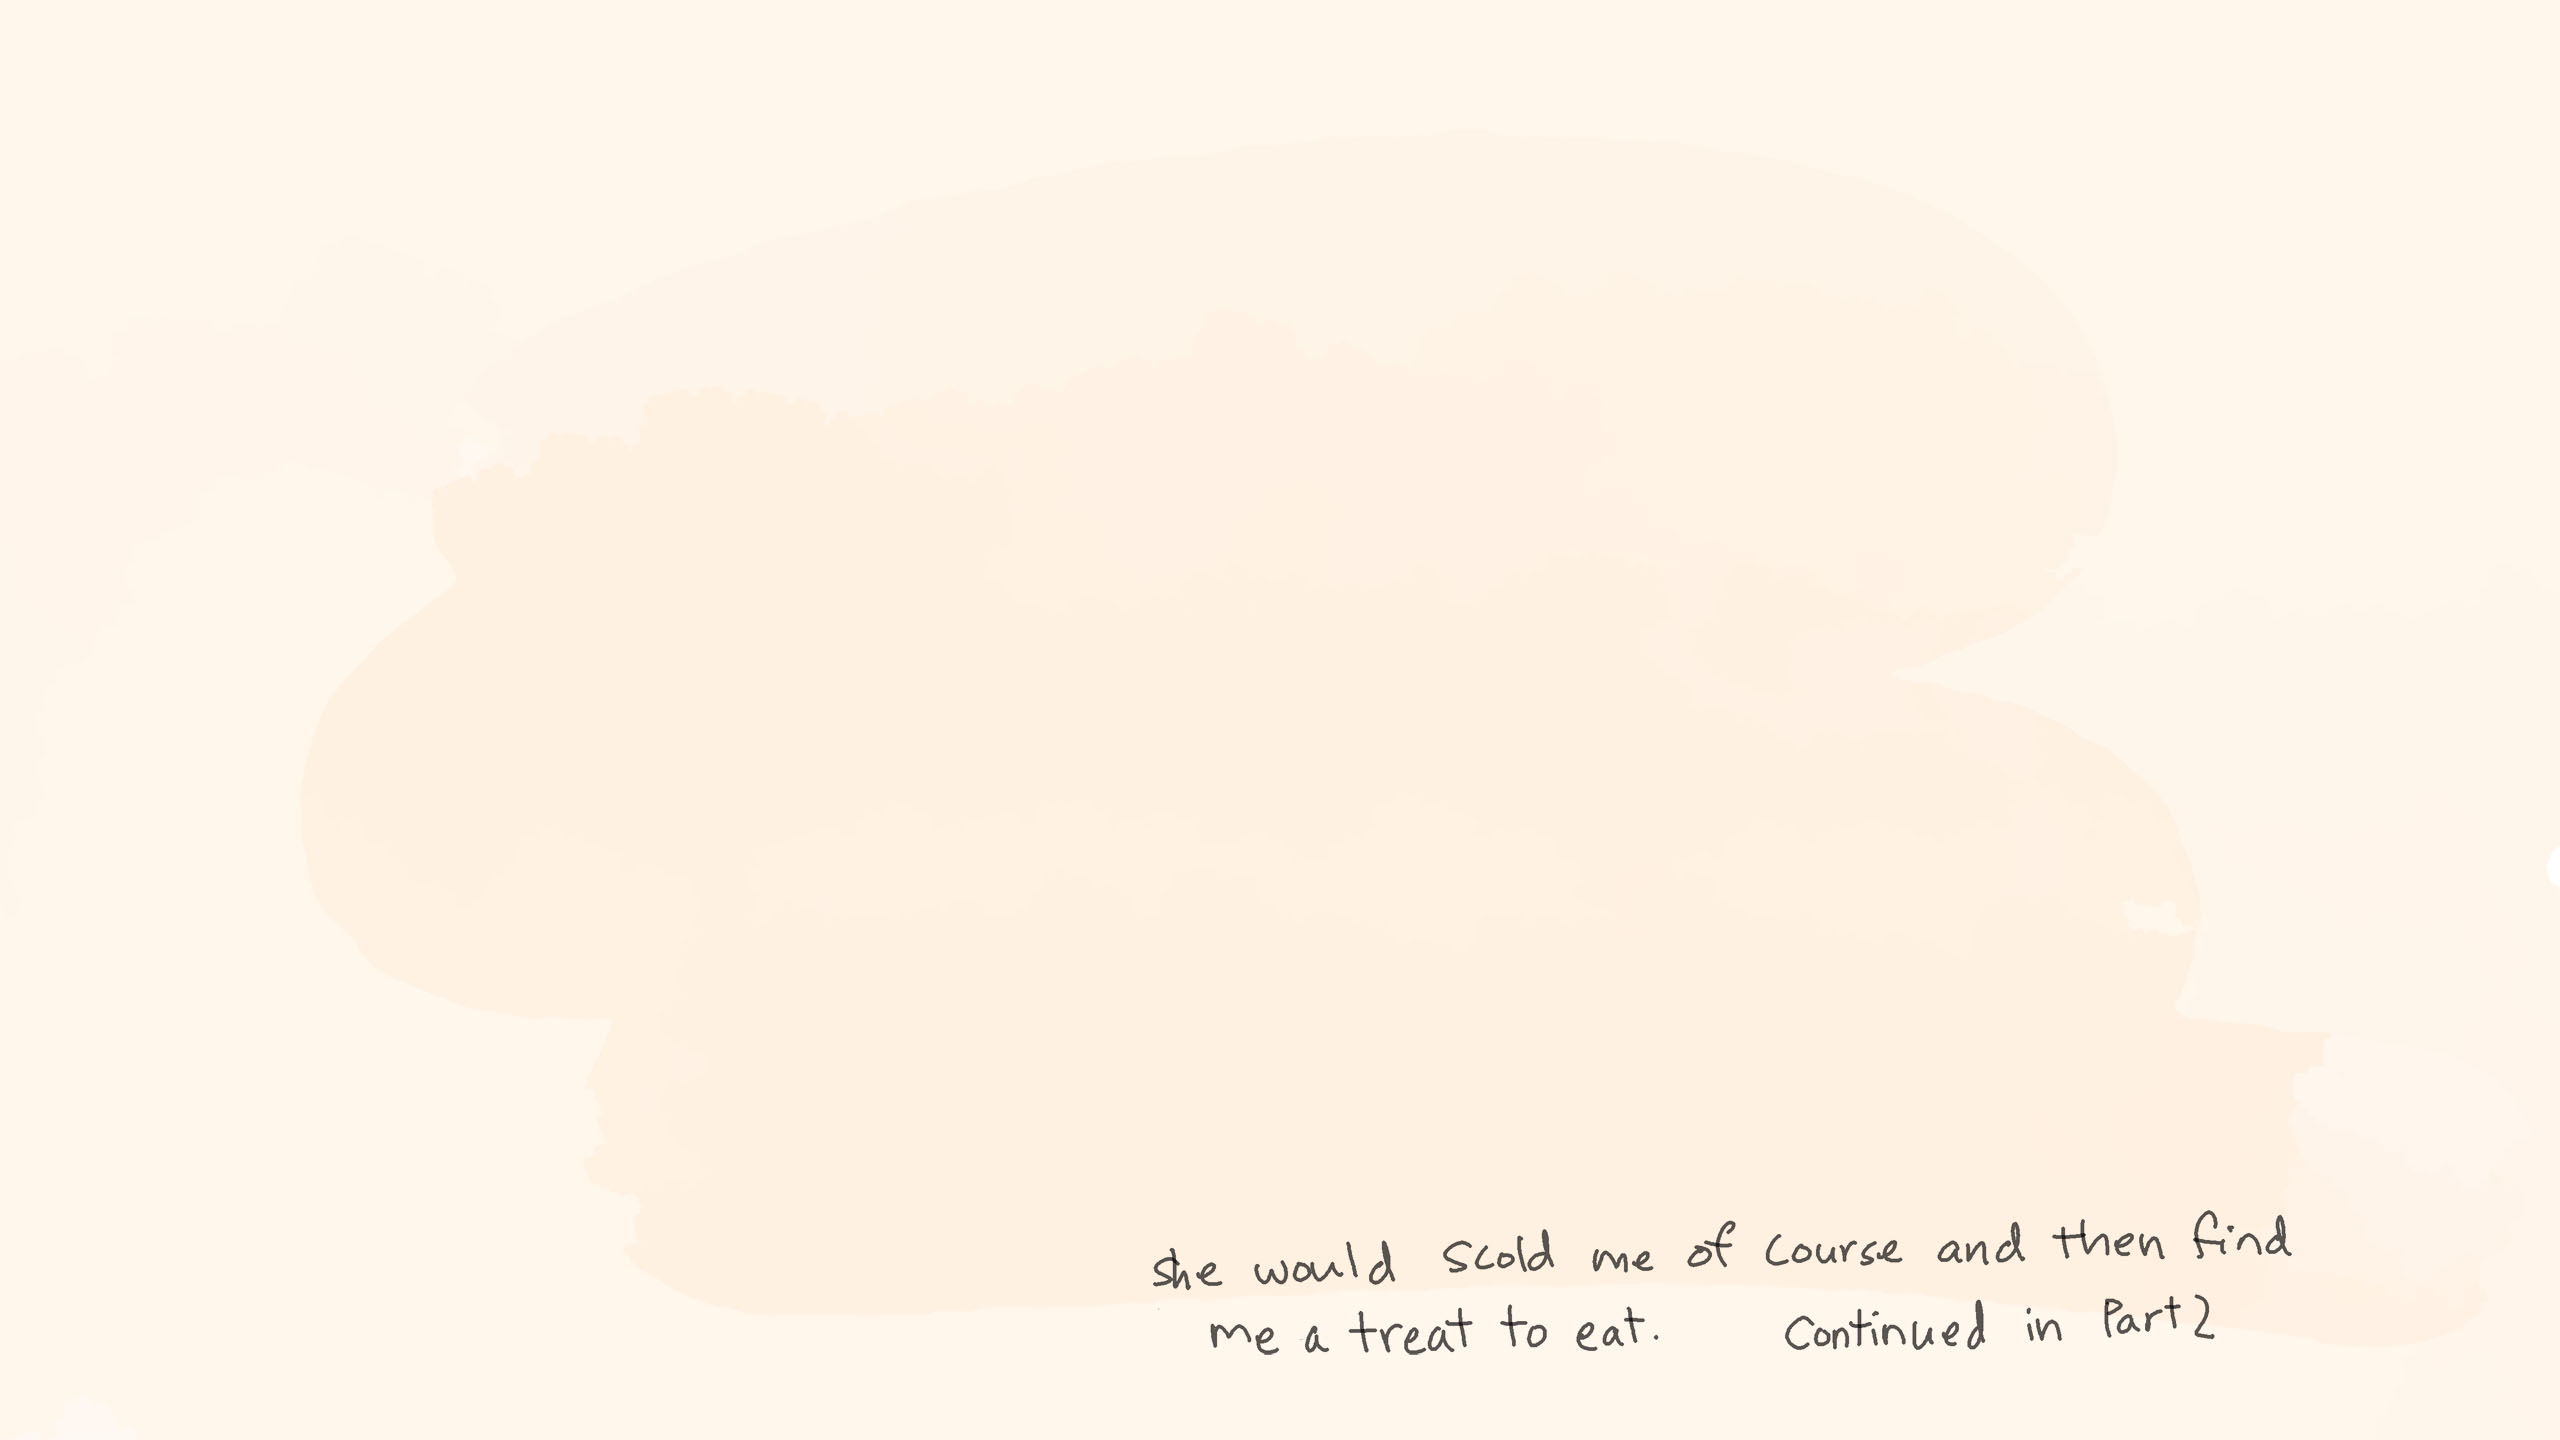 she would scold me of course and then find
me a treat to eat. Continued in Part 2